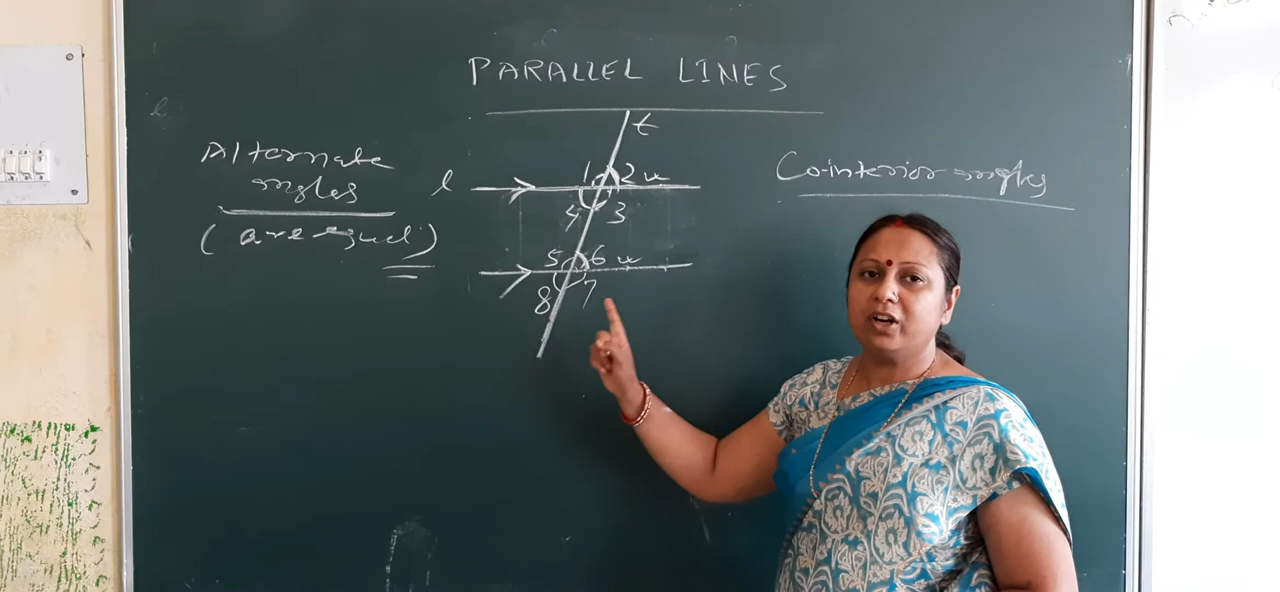 PARALLEL LINES
t
Alternate
angles
(are equal)
l
1 2
4 3
5 6
8 7
Co-interior angles